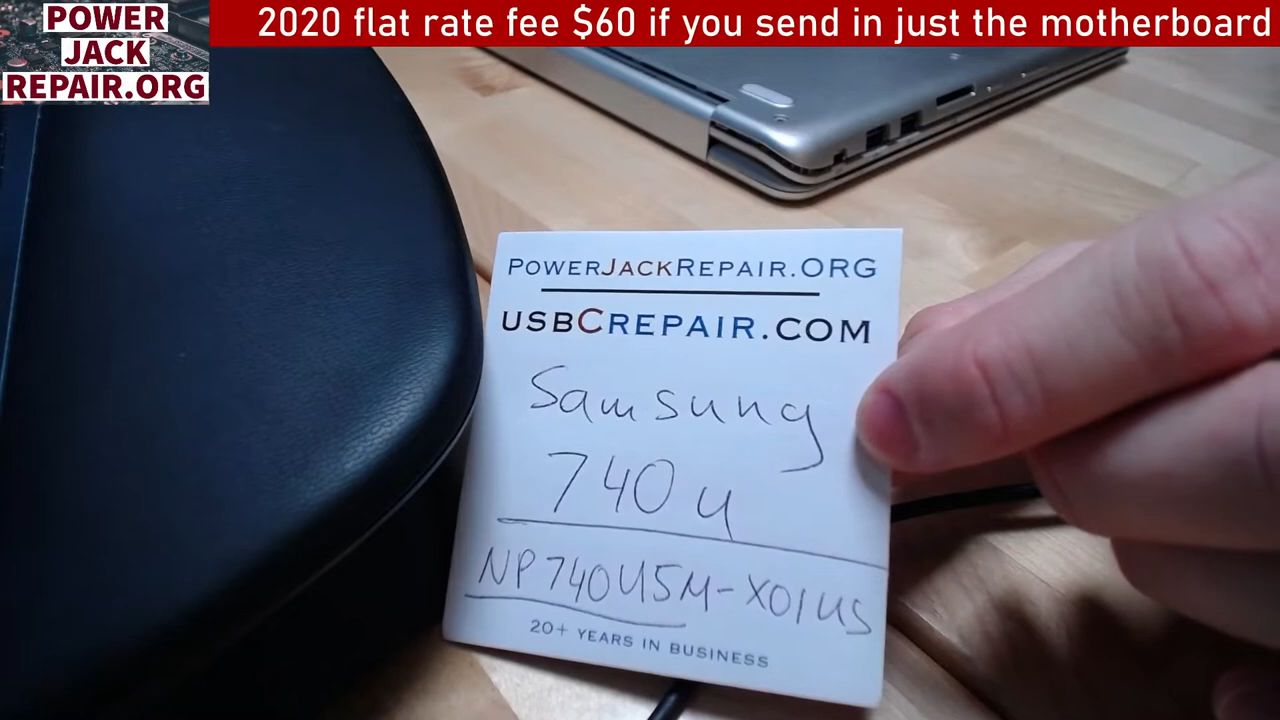 POWER
JACK
REPAIR.ORG
2020 flat rate fee $60 if you send in just the motherboard
POWERJACKREPAIR.ORG
USBCREPAIR.COM
Samsung
740u
NP740U5M-X01US
20+ YEARS IN BUSINESS